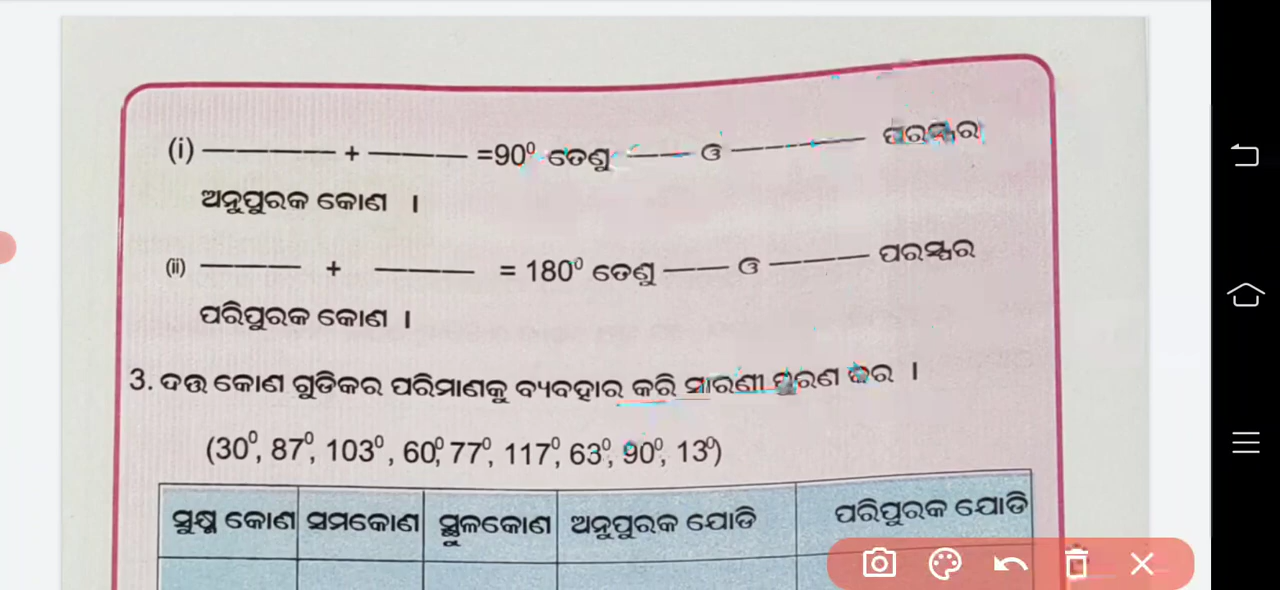 (i) ———— + ———— =90⁰ ତେଣୁ —— ଓ ———— ପରସ୍ପର
ଅନୁପୁରକ କୋଣ ।
(ii) ———— + ———— = 180⁰ ତେଣୁ —— ଓ ———— ପରସ୍ପର
ପରିପୁରକ କୋଣ ।
3. ଦତ୍ତ କୋଣ ଗୁଡିକର ପରିମାଣକୁ ବ୍ୟବହାର କରି ସାରଣୀ ପୂରଣ କର ।
(30⁰, 87⁰, 103⁰, 60⁰, 77⁰, 117⁰, 63⁰, 90⁰, 13⁰)
ସୂକ୍ଷ୍ମ କୋଣ ସମକୋଣ ସ୍ଥୁଳକୋଣ ଅନୁପୁରକ ଯୋଡି ପରିପୁରକ ଯୋଡି